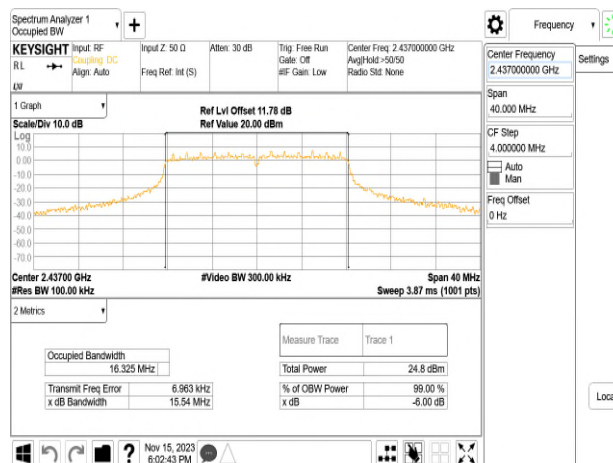 Spectrum Analyzer 1
Occupied BW
Frequency
KEYSIGHT
Input: RF
Coupling: DC
Align: Auto
Input Z: 50 Ω
Freq Ref: Int (S)
Atten: 30 dB
Trig: Free Run
Gate: Off
#IF Gain: Low
Center Freq: 2.437000000 GHz
Avg|Hold:>50/50
Radio Std: None
RL
LXI
Center Frequency
2.437000000 GHz
Settings
Span
40.000 MHz
CF Step
4.000000 MHz
Auto
Man
Freq Offset
0 Hz
1 Graph
Ref Lvl Offset 11.78 dB
Scale/Div 10.0 dB
Ref Value 20.00 dBm
Log
10.0
0.00
-10.0
-20.0
-30.0
-40.0
-50.0
-60.0
-70.0
Center 2.43700 GHz
#Video BW 300.00 kHz
Span 40 MHz
#Res BW 100.00 kHz
Sweep 3.87 ms (1001 pts)
2 Metrics
Measure Trace
Trace 1
Occupied Bandwidth
16.325 MHz
Total Power
24.8 dBm
Transmit Freq Error
6.963 kHz
% of OBW Power
99.00 %
x dB Bandwidth
15.54 MHz
x dB
-6.00 dB
Loca
?
Nov 15, 2023
6:02:43 PM